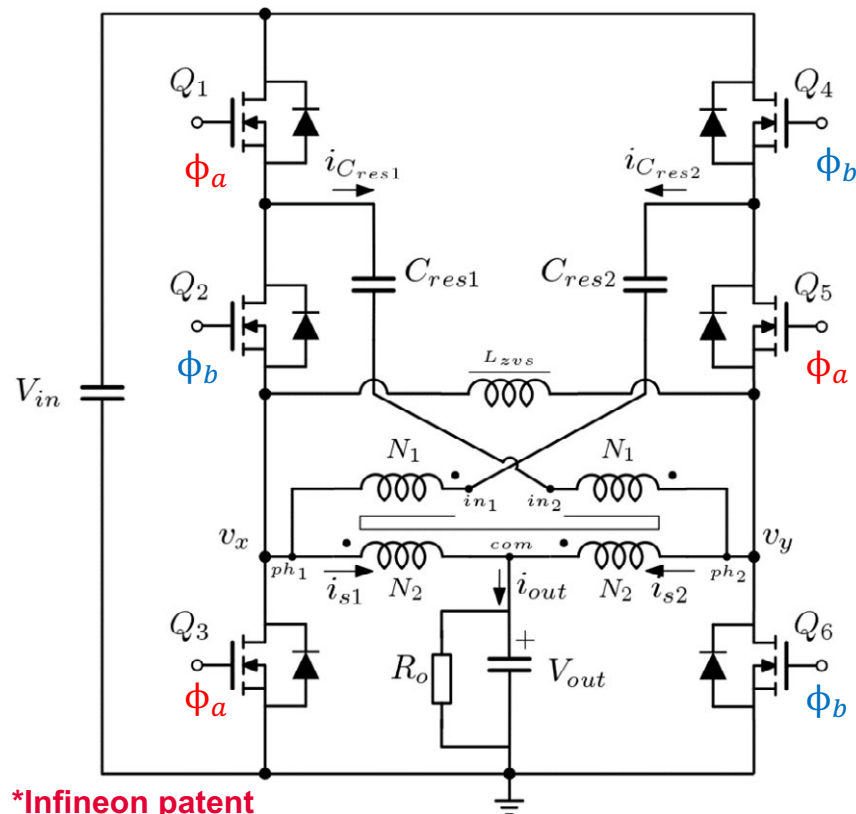 Q1
Q4
ϕa
iCres1
iCres2
ϕb
Cres1
Cres2
Q2
Q5
Lzvs
ϕb
ϕa
Vin
N1
N1
in1
in2
vx
com
vy
ph1
ph2
is1
N2
iout
N2
is2
Q3
Q6
+
Ro
Vout
ϕa
ϕb
*Infineon patent